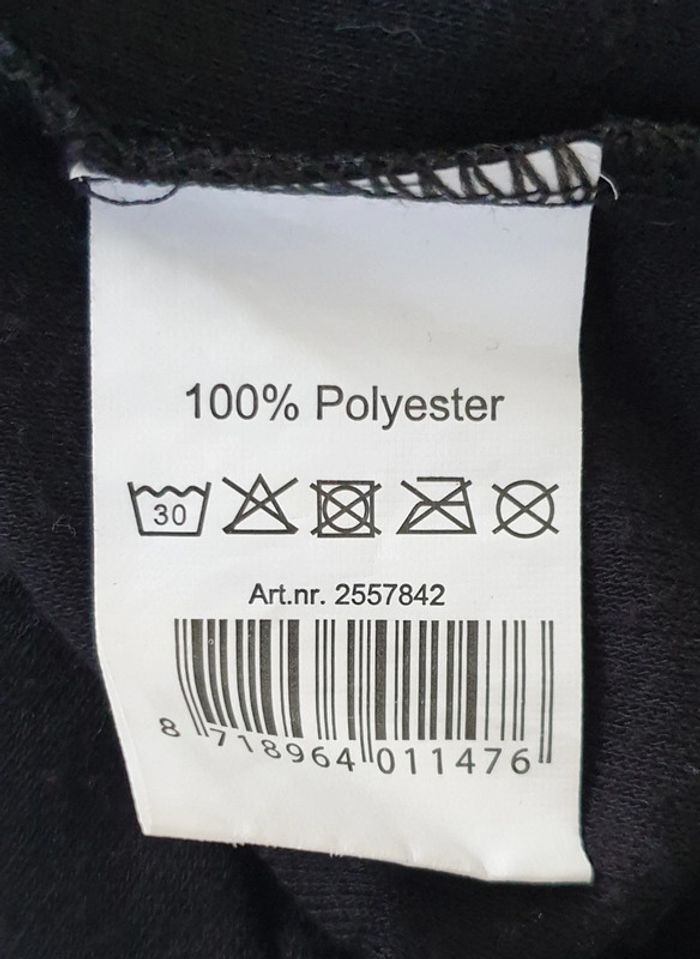 100% Polyester
30
Art.nr. 2557842
8 718964 011476